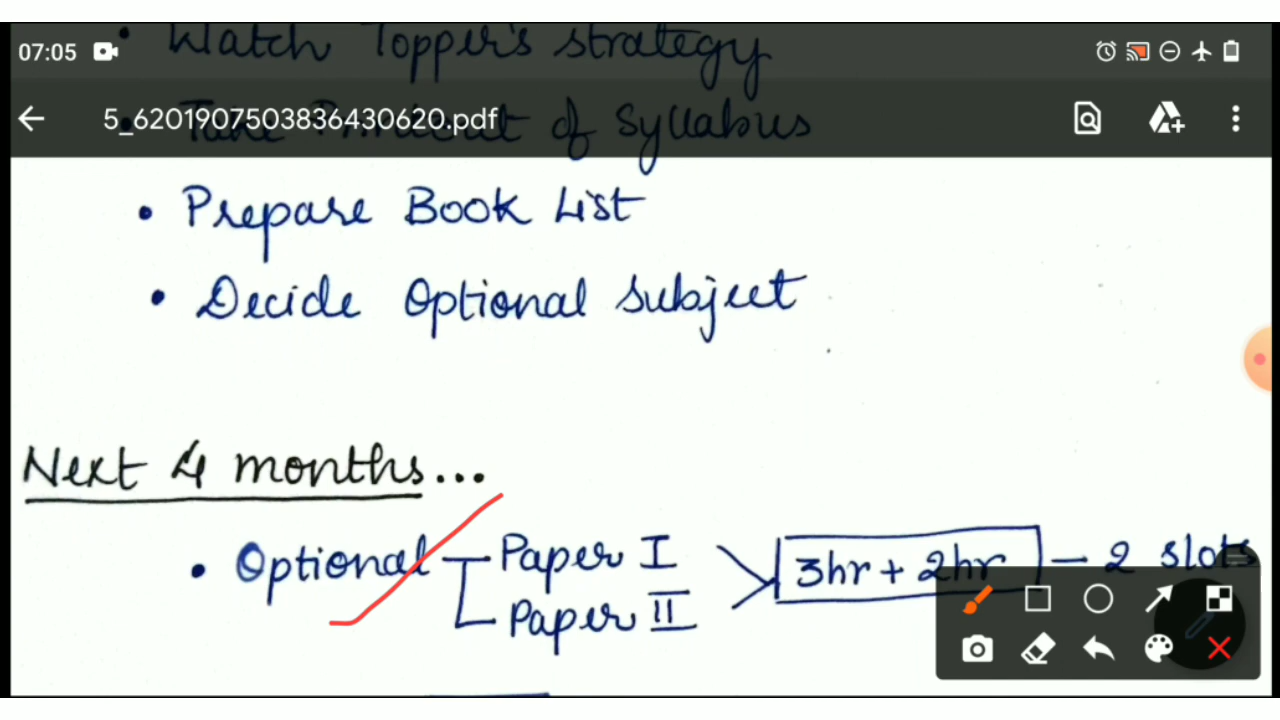 • Watch Topper's strategy
07:05
• Take Printout of Syllabus
5_6201907503836430620.pdf
• Prepare Book List
• Decide Optional Subject
Next 4 months...
• Optional Paper I 3hr + 2hr — 2 slots
Paper II